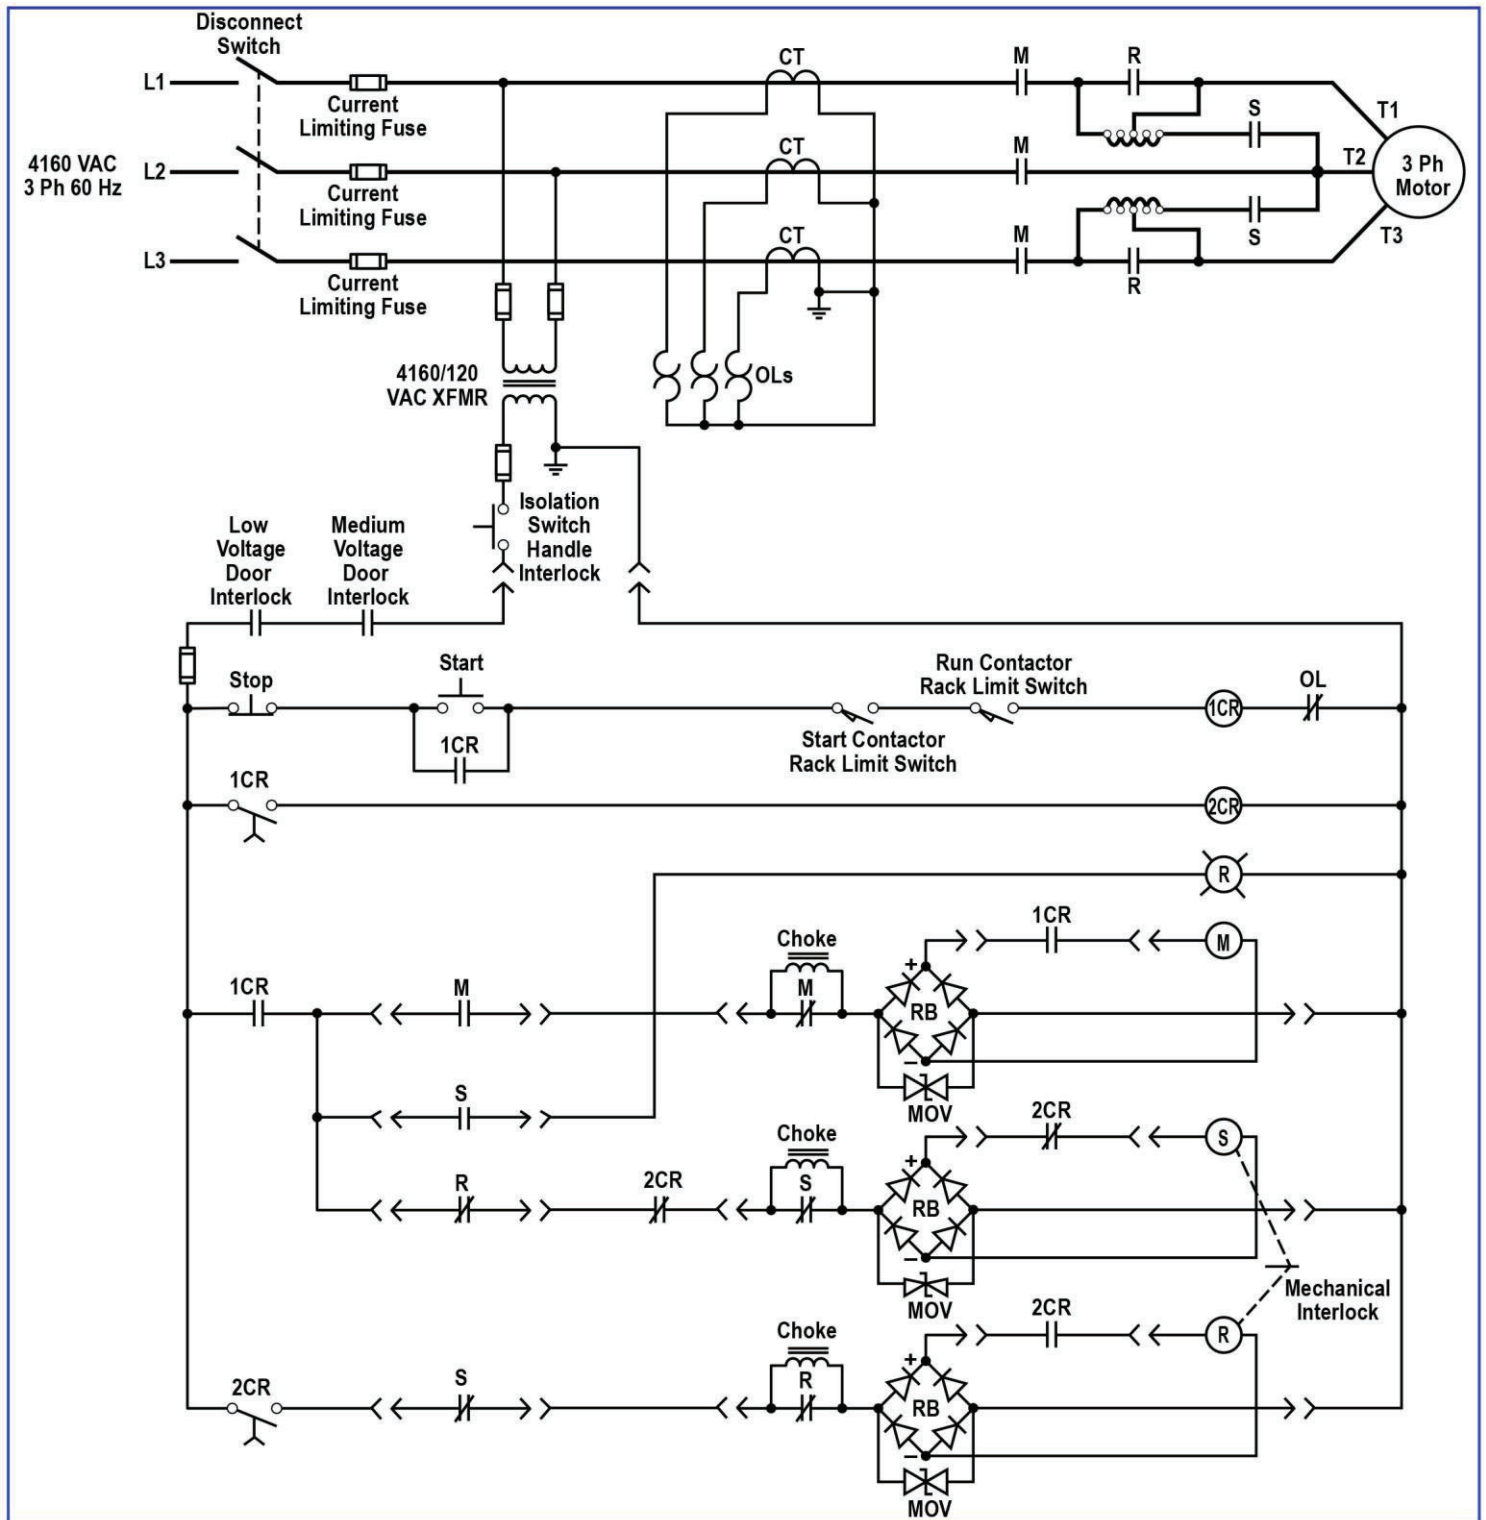 Disconnect
Switch
CT
M
R
L1
Current
Limiting Fuse
S
T1
4160 VAC
3 Ph 60 Hz
L2
CT
M
T2
3 Ph
Motor
Current
Limiting Fuse
S
T3
L3
CT
M
R
Current
Limiting Fuse
4160/120
VAC XFMR
OLs
Isolation
Switch
Handle
Interlock
Low
Voltage
Door
Interlock
Medium
Voltage
Door
Interlock
Stop
Start
Run Contactor
Rack Limit Switch
OL
1CR
1CR
Start Contactor
Rack Limit Switch
1CR
2CR
R
1CR
Choke
M
1CR
M
M
+
RB
–
MOV
S
2CR
Choke
S
R
2CR
S
+
RB
–
MOV
Mechanical
Interlock
2CR
Choke
R
2CR
S
R
+
RB
–
MOV